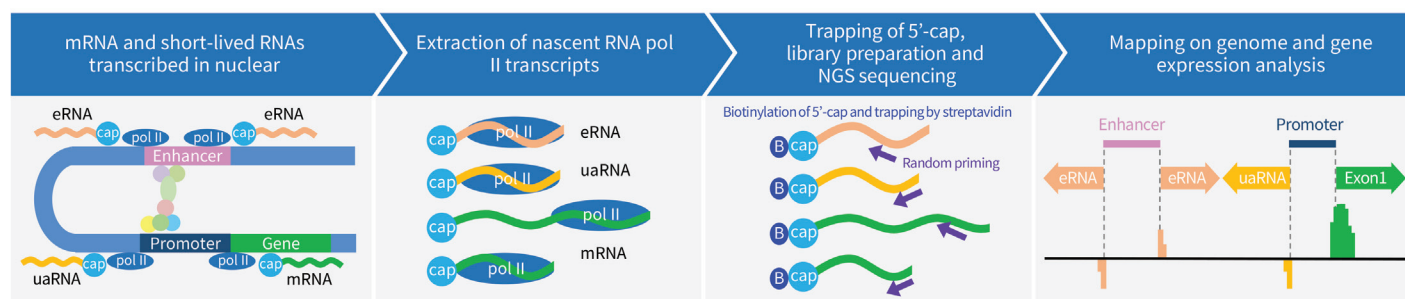 mRNA and short-lived RNAs
transcribed in nuclear
Extraction of nascent RNA pol
II transcripts
Trapping of 5'-cap,
library preparation and
NGS sequencing
Mapping on genome and gene
expression analysis
eRNA
cap
pol II
pol II
cap
eRNA
Enhancer
Promoter
Gene
uaRNA
cap
pol II
pol II
cap
mRNA
cap
pol II
eRNA
cap
pol II
uaRNA
cap
pol II
mRNA
cap
pol II
Biotinylation of 5'-cap and trapping by streptavidin
B
cap
Random priming
B
cap
B
cap
B
cap
Enhancer
Promoter
eRNA
eRNA
uaRNA
Exon1